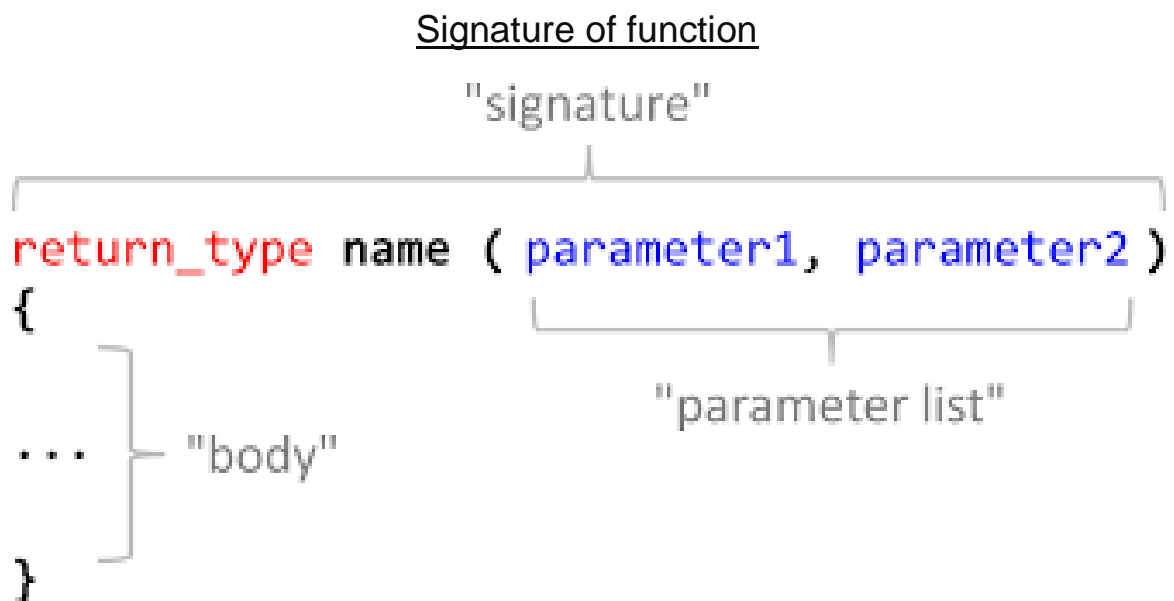 Signature of function
"signature"
return_type name ( parameter1, parameter2 )
{
"parameter list"
... "body"
}